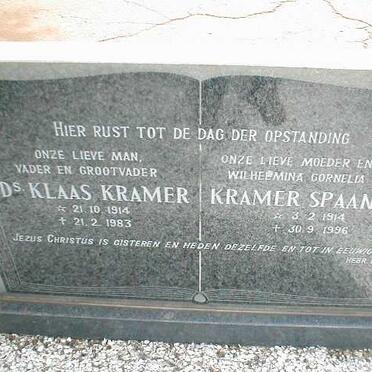 HIER RUST TOT DE DAG DER OPSTANDING
ONZE LIEVE MAN,
VADER EN GROOTVADER
DS KLAAS KRAMER
☆ 21.10.1914
† 21.2.1983
ONZE LIEVE MOEDER EN
WILHELMINA CORNELIA
KRAMER SPAAN
☆ 3.2.1914
† 30.9.1996
JEZUS CHRISTUS IS GISTEREN EN HEDEN DEZELFDE EN TOT IN EEUWIG
HEBR.